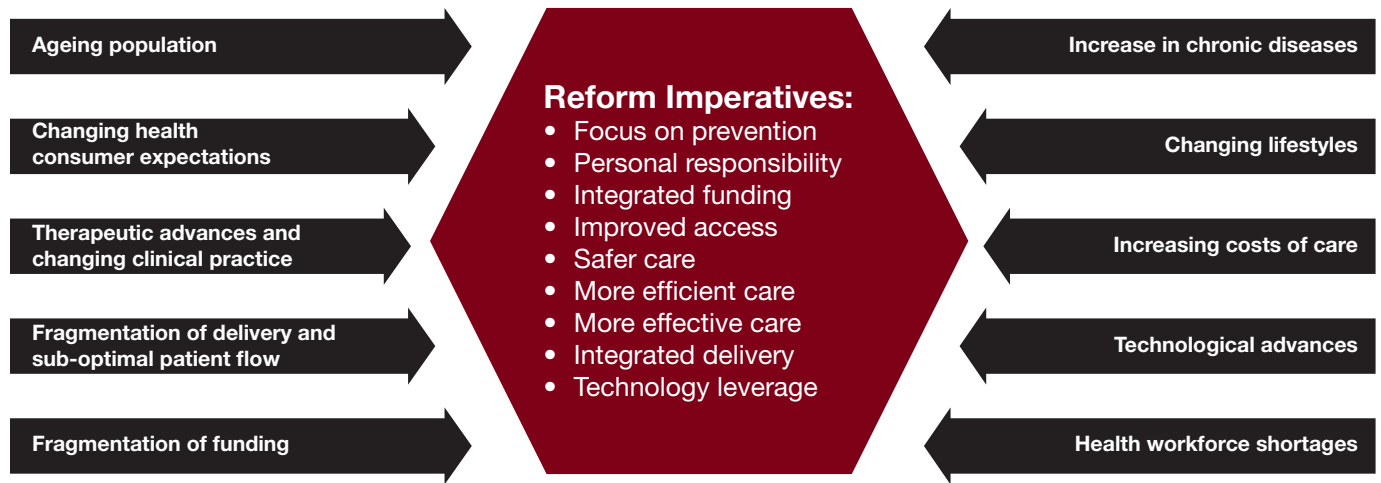 Ageing population
Changing health
consumer expectations
Therapeutic advances and
changing clinical practice
Fragmentation of delivery and
sub-optimal patient flow
Fragmentation of funding
Reform Imperatives:
• Focus on prevention
• Personal responsibility
• Integrated funding
• Improved access
• Safer care
• More efficient care
• More effective care
• Integrated delivery
• Technology leverage
Increase in chronic diseases
Changing lifestyles
Increasing costs of care
Technological advances
Health workforce shortages